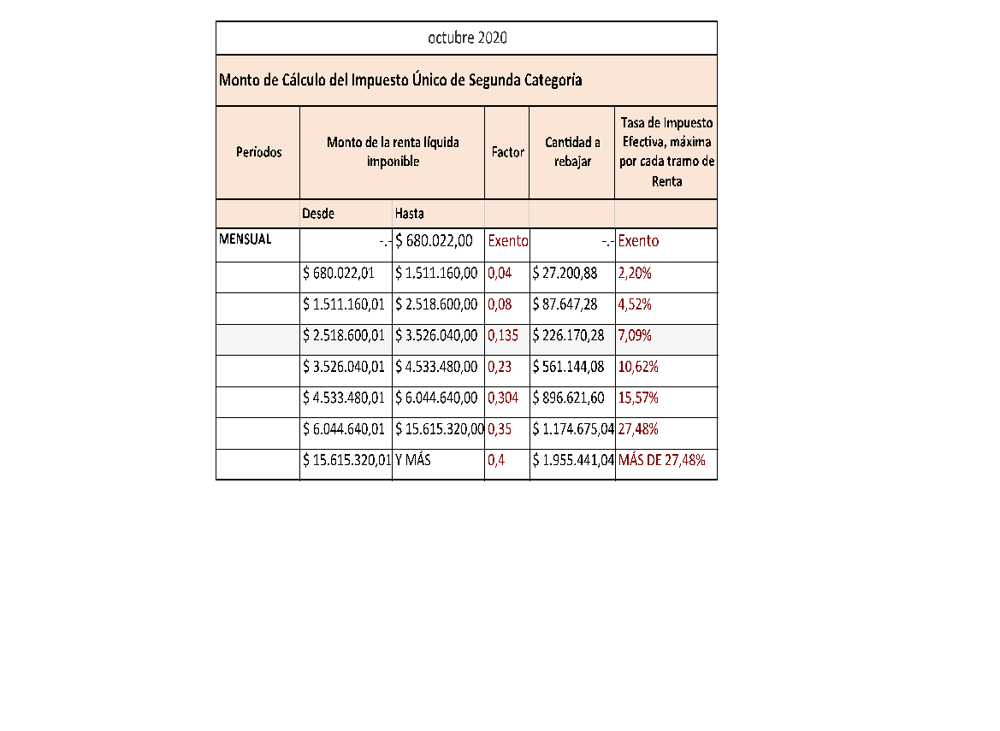 octubre 2020
Monto de Cálculo del Impuesto Único de Segunda Categoría
Períodos
Monto de la renta líquida
imponible
Factor
Cantidad a
rebajar
Tasa de Impuesto
Efectiva, máxima
por cada tramo de
Renta
Desde Hasta
MENSUAL -.- $ 680.022,00 Exento -.- Exento
$ 680.022,01 $ 1.511.160,00 0,04 $ 27.200,88 2,20%
$ 1.511.160,01 $ 2.518.600,00 0,08 $ 87.647,28 4,52%
$ 2.518.600,01 $ 3.526.040,00 0,135 $ 226.170,28 7,09%
$ 3.526.040,01 $ 4.533.480,00 0,23 $ 561.144,08 10,62%
$ 4.533.480,01 $ 6.044.640,00 0,304 $ 896.621,60 15,57%
$ 6.044.640,01 $ 15.615.320,00 0,35 $ 1.174.675,04 27,48%
$ 15.615.320,01 Y MÁS 0,4 $ 1.955.441,04 MÁS DE 27,48%